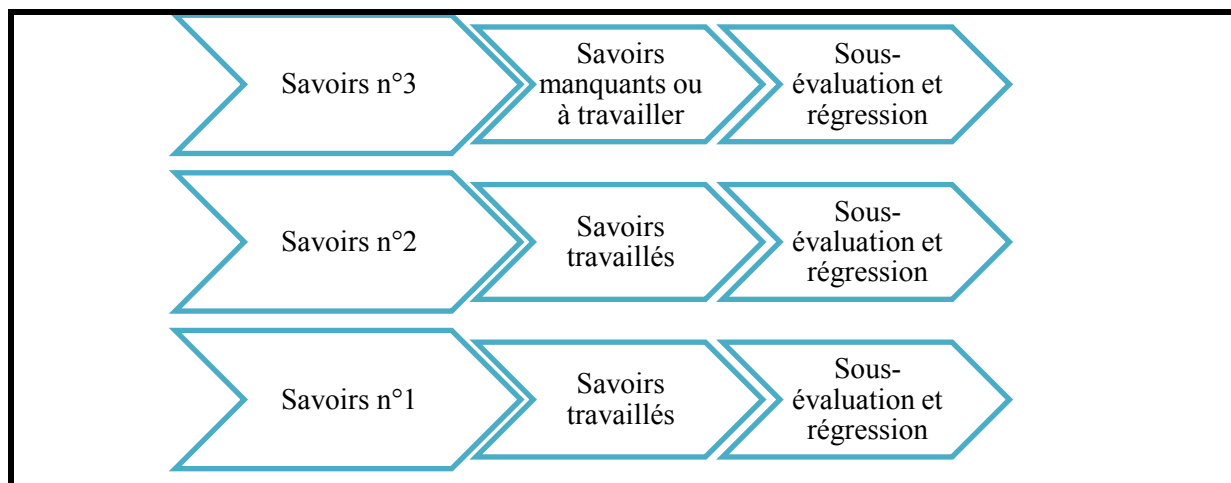 Savoirs n°3
Savoirs
manquants ou
à travailler
Sous-
évaluation et
régression
Savoirs n°2
Savoirs
travaillés
Sous-
évaluation et
régression
Savoirs n°1
Savoirs
travaillés
Sous-
évaluation et
régression